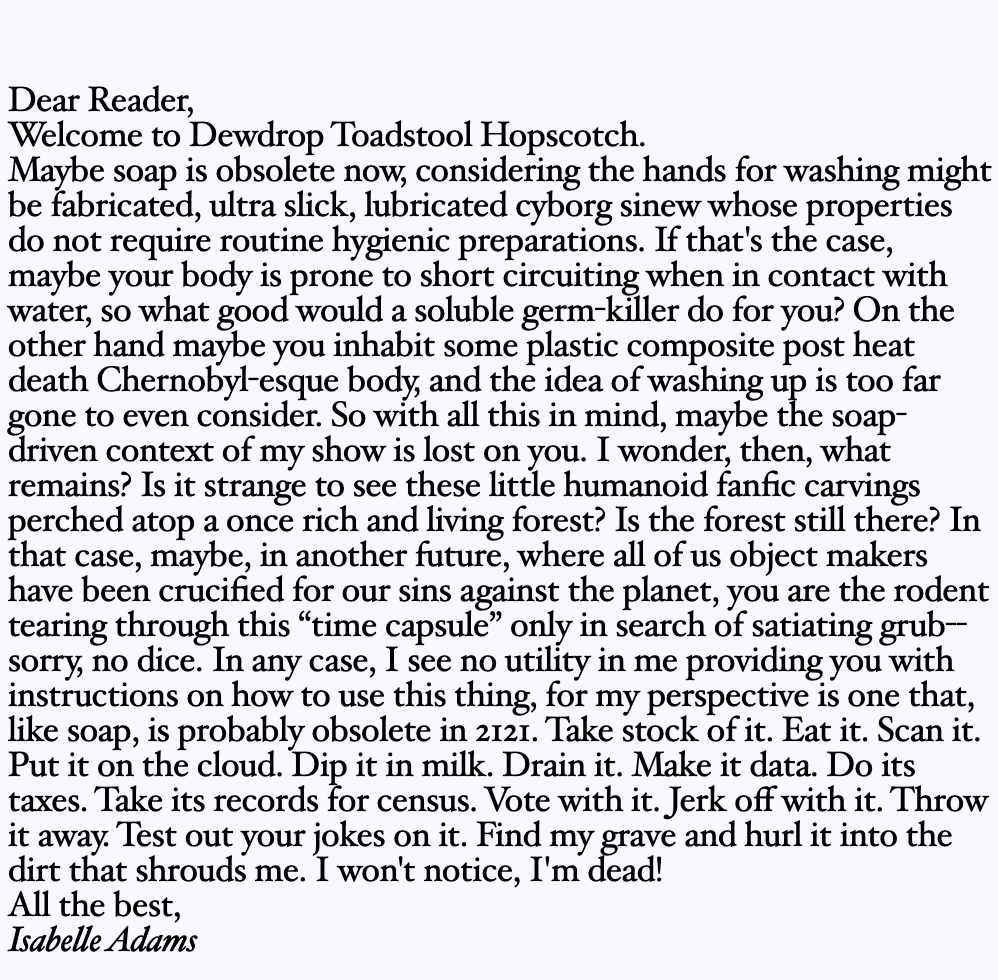 Dear Reader,
Welcome to Dewdrop Toadstool Hopscotch.
Maybe soap is obsolete now, considering the hands for washing might
be fabricated, ultra slick, lubricated cyborg sinew whose properties
do not require routine hygienic preparations. If that's the case,
maybe your body is prone to short circuiting when in contact with
water, so what good would a soluble germ-killer do for you? On the
other hand maybe you inhabit some plastic composite post heat
death Chernobyl-esque body, and the idea of washing up is too far
gone to even consider. So with all this in mind, maybe the soap-
driven context of my show is lost on you. I wonder, then, what
remains? Is it strange to see these little humanoid fanfic carvings
perched atop a once rich and living forest? Is the forest still there? In
that case, maybe, in another future, where all of us object makers
have been crucified for our sins against the planet, you are the rodent
tearing through this “time capsule” only in search of satiating grub--
sorry, no dice. In any case, I see no utility in me providing you with
instructions on how to use this thing, for my perspective is one that,
like soap, is probably obsolete in 2121. Take stock of it. Eat it. Scan it.
Put it on the cloud. Dip it in milk. Drain it. Make it data. Do its
taxes. Take its records for census. Vote with it. Jerk off with it. Throw
it away. Test out your jokes on it. Find my grave and hurl it into the
dirt that shrouds me. I won't notice, I'm dead!
All the best,
Isabelle Adams